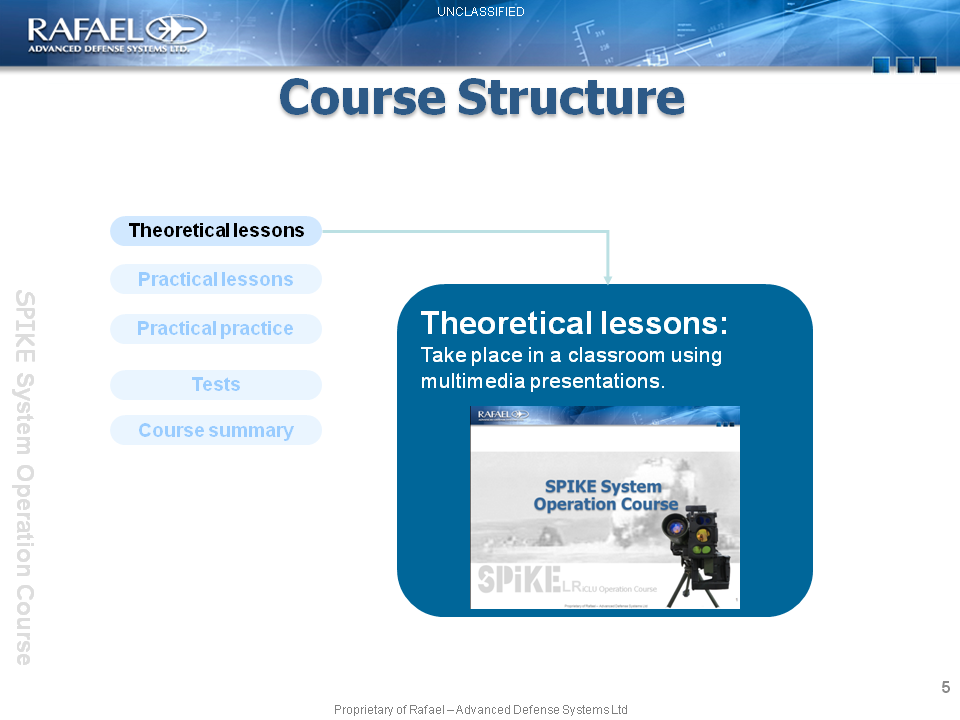 UNCLASSIFIED
RAFAEL
ADVANCED DEFENSE SYSTEMS LTD.
Course Structure
Theoretical lessons
Practical lessons
Practical practice
Tests
Course summary
Theoretical lessons:
Take place in a classroom using
multimedia presentations.
RAFAEL
SPIKE System
Operation Course
SPiKE LR iCLU Operation Course
Proprietary of Rafael – Advanced Defense Systems Ltd
SPIKE System Operation Course
5
Proprietary of Rafael – Advanced Defense Systems Ltd